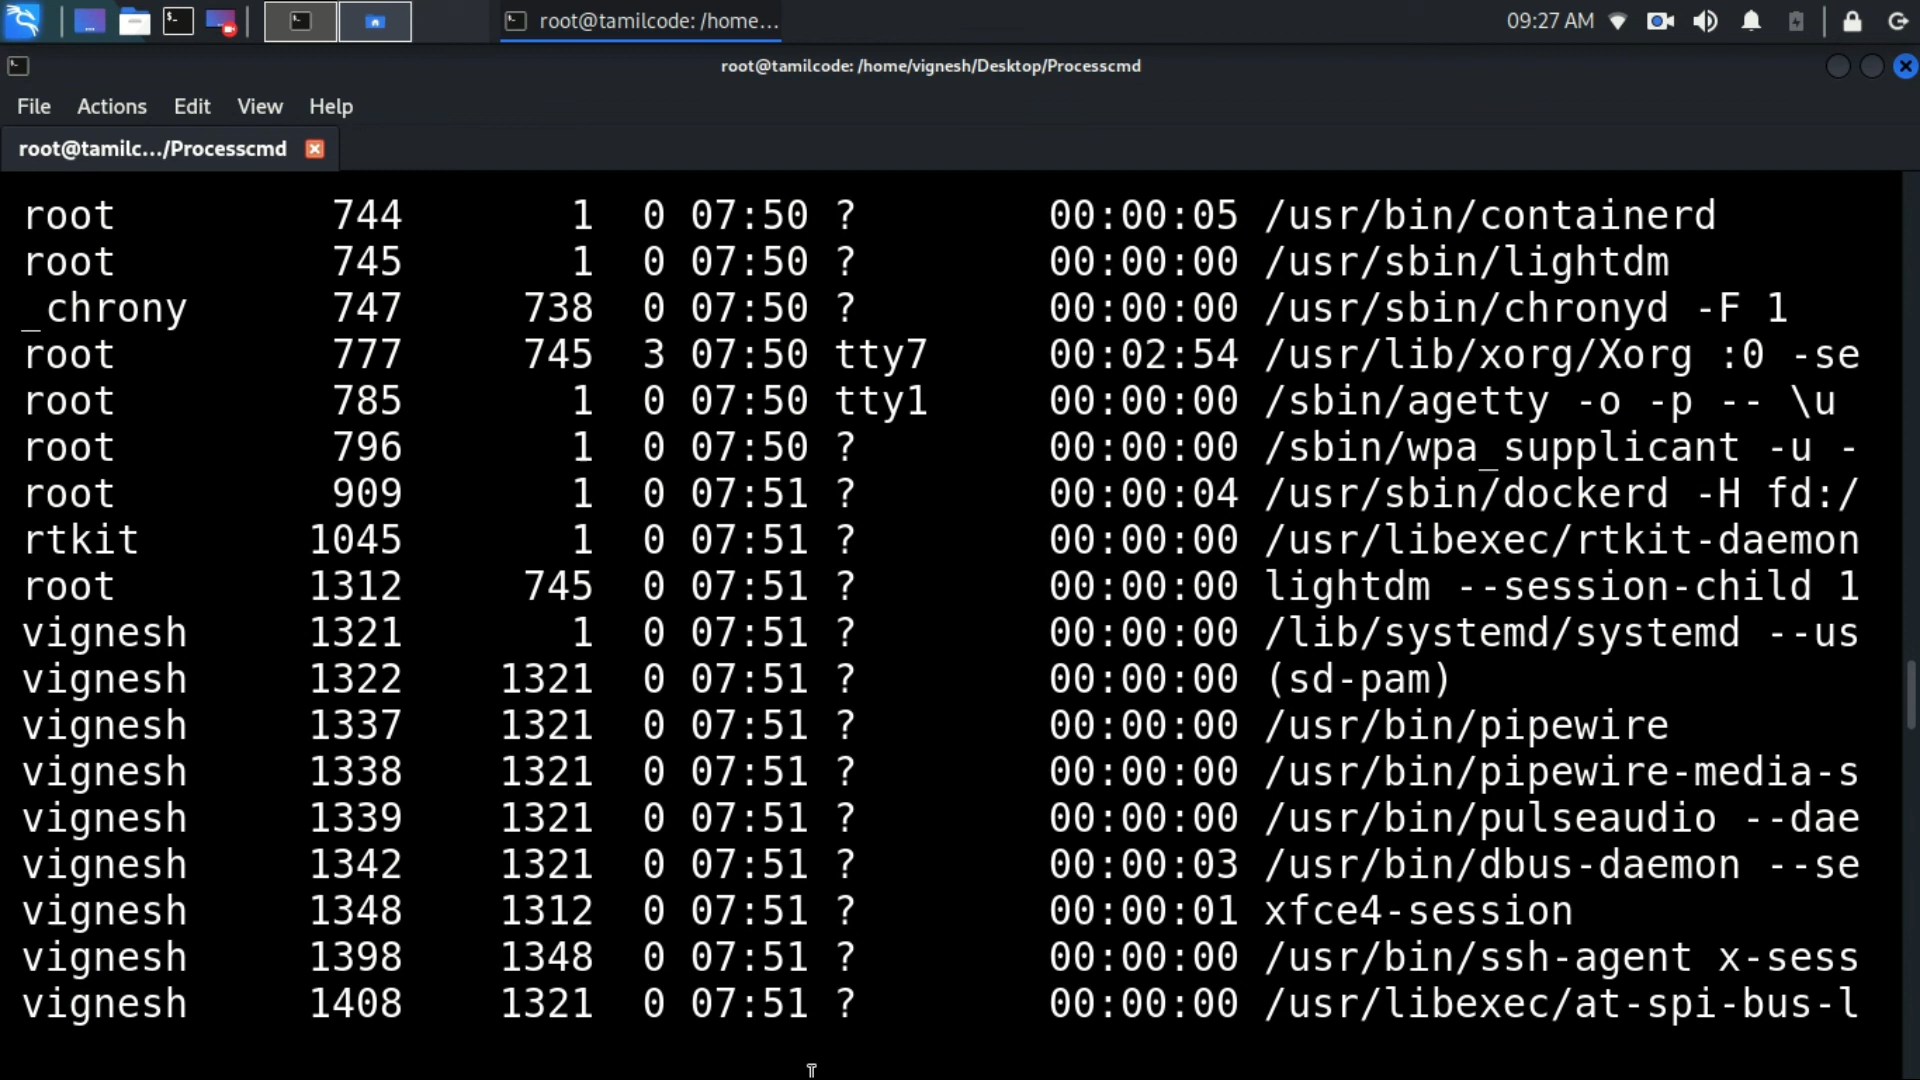 root@tamilcode: /home...
09:27 AM
root@tamilcode: /home/vignesh/Desktop/Processcmd
File Actions Edit View Help
root@tamilc.../Processcmd
root 744 1 0 07:50 ? 00:00:05 /usr/bin/containerd
root 745 1 0 07:50 ? 00:00:00 /usr/sbin/lightdm
_chrony 747 738 0 07:50 ? 00:00:00 /usr/sbin/chronyd -F 1
root 777 745 3 07:50 tty7 00:02:54 /usr/lib/xorg/Xorg :0 -se
root 785 1 0 07:50 tty1 00:00:00 /sbin/agetty -o -p -- \u
root 796 1 0 07:50 ? 00:00:00 /sbin/wpa_supplicant -u -
root 909 1 0 07:51 ? 00:00:04 /usr/sbin/dockerd -H fd:/
rtkit 1045 1 0 07:51 ? 00:00:00 /usr/libexec/rtkit-daemon
root 1312 745 0 07:51 ? 00:00:00 lightdm --session-child 1
vignesh 1321 1 0 07:51 ? 00:00:00 /lib/systemd/systemd --us
vignesh 1322 1321 0 07:51 ? 00:00:00 (sd-pam)
vignesh 1337 1321 0 07:51 ? 00:00:00 /usr/bin/pipewire
vignesh 1338 1321 0 07:51 ? 00:00:00 /usr/bin/pipewire-media-s
vignesh 1339 1321 0 07:51 ? 00:00:00 /usr/bin/pulseaudio --dae
vignesh 1342 1321 0 07:51 ? 00:00:03 /usr/bin/dbus-daemon --se
vignesh 1348 1312 0 07:51 ? 00:00:01 xfce4-session
vignesh 1398 1348 0 07:51 ? 00:00:00 /usr/bin/ssh-agent x-sess
vignesh 1408 1321 0 07:51 ? 00:00:00 /usr/libexec/at-spi-bus-l